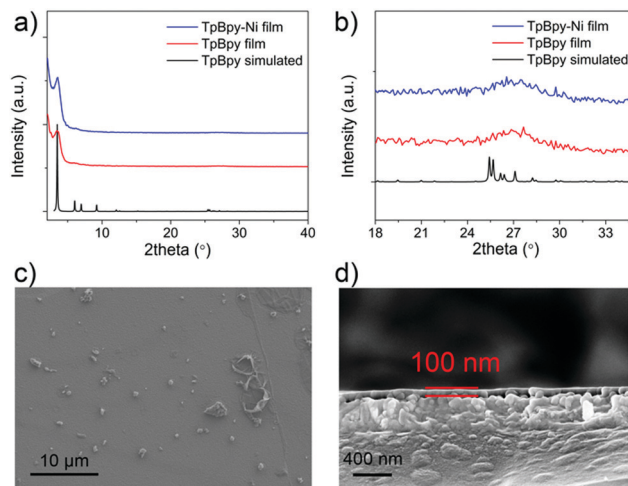 a)
TpBpy-Ni film
TpBpy film
TpBpy simulated
Intensity (a.u.)
10 20 30 40
2theta (°)
b)
TpBpy-Ni film
TpBpy film
TpBpy simulated
Intensity (a.u.)
18 21 24 27 30 33
2theta (°)
c)
10 µm
d)
100 nm
400 nm